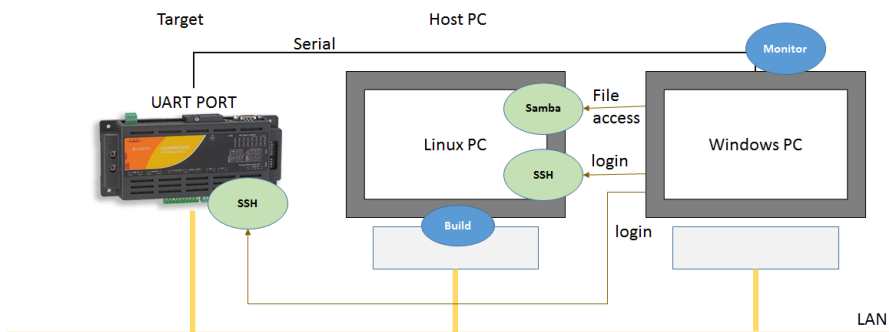 Target
Host PC
Serial
Monitor
UART PORT
Samba
File
access
Linux PC
Windows PC
login
SSH
SSH
Build
login
LAN